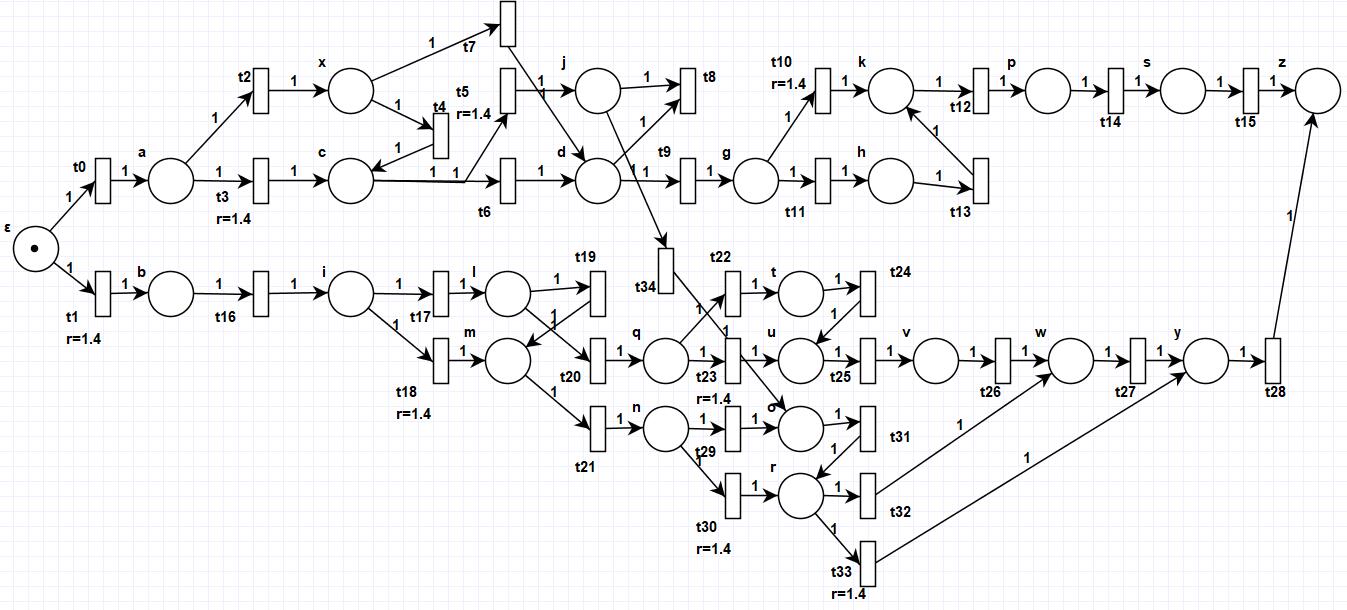 t7
x
j
t10
k
p
s
z
1
t2
1
t5
r=1.4
1
1
t8
r=1.4
1
1
1
1
1
1
1
t4
t12
t14
t15
1
1
1
1
1
1
t0
a
c
d
t9
g
h
1
1
1
1
1
1
1
1
1
1
1
1
1
t3
r=1.4
t6
t11
t13
ε
1
1
t19
t34
t22
t24
b
i
l
t
1
1
1
1
1
1
1
1
1
t1
r=1.4
t16
t17
1
1
1
1
1
m
q
u
v
w
y
1
1
1
1
1
1
1
1
1
1
1
t18
r=1.4
t20
t23
r=1.4
t25
t26
t27
t28
1
n
o
1
1
1
1
1
t21
t29
t31
1
1
r
1
1
1
t30
r=1.4
t32
1
t33
r=1.4